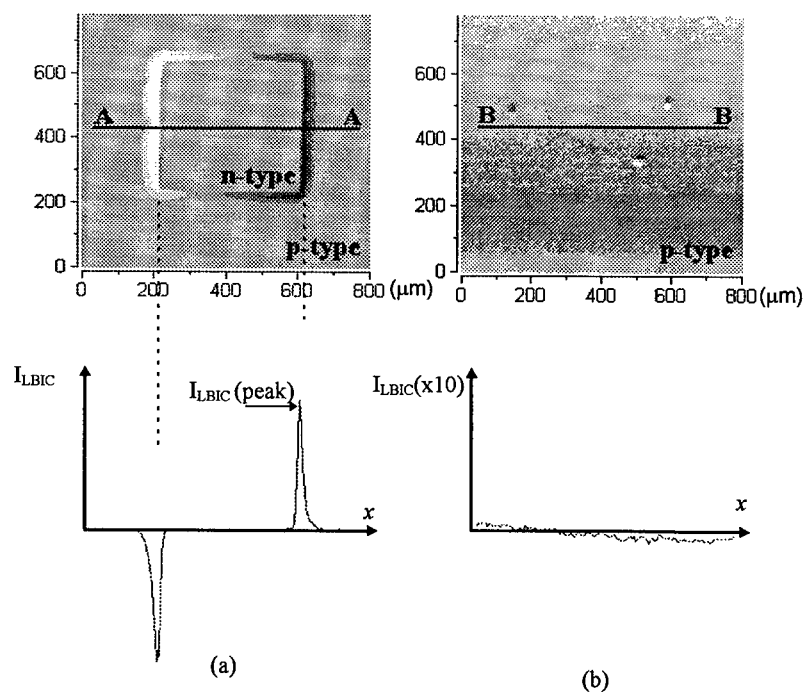 600
400
200
0
A A
n-type
p-type
0 200 400 600 800 (μm)
600
400
200
0
B B
p-type
0 200 400 600 800 (μm)
I_LBIC
I_LBIC (peak)
x
(a)
I_LBIC(x10)
x
(b)